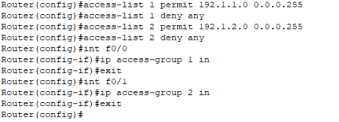 Router(config)#access-list 1 permit 192.1.1.0 0.0.0.255
Router(config)#access-list 1 deny any
Router(config)#access-list 2 permit 192.1.2.0 0.0.0.255
Router(config)#access-list 2 deny any
Router(config)#int f0/0
Router(config-if)#ip access-group 1 in
Router(config-if)#exit
Router(config)#int f0/1
Router(config-if)#ip access-group 2 in
Router(config-if)#exit
Router(config)#